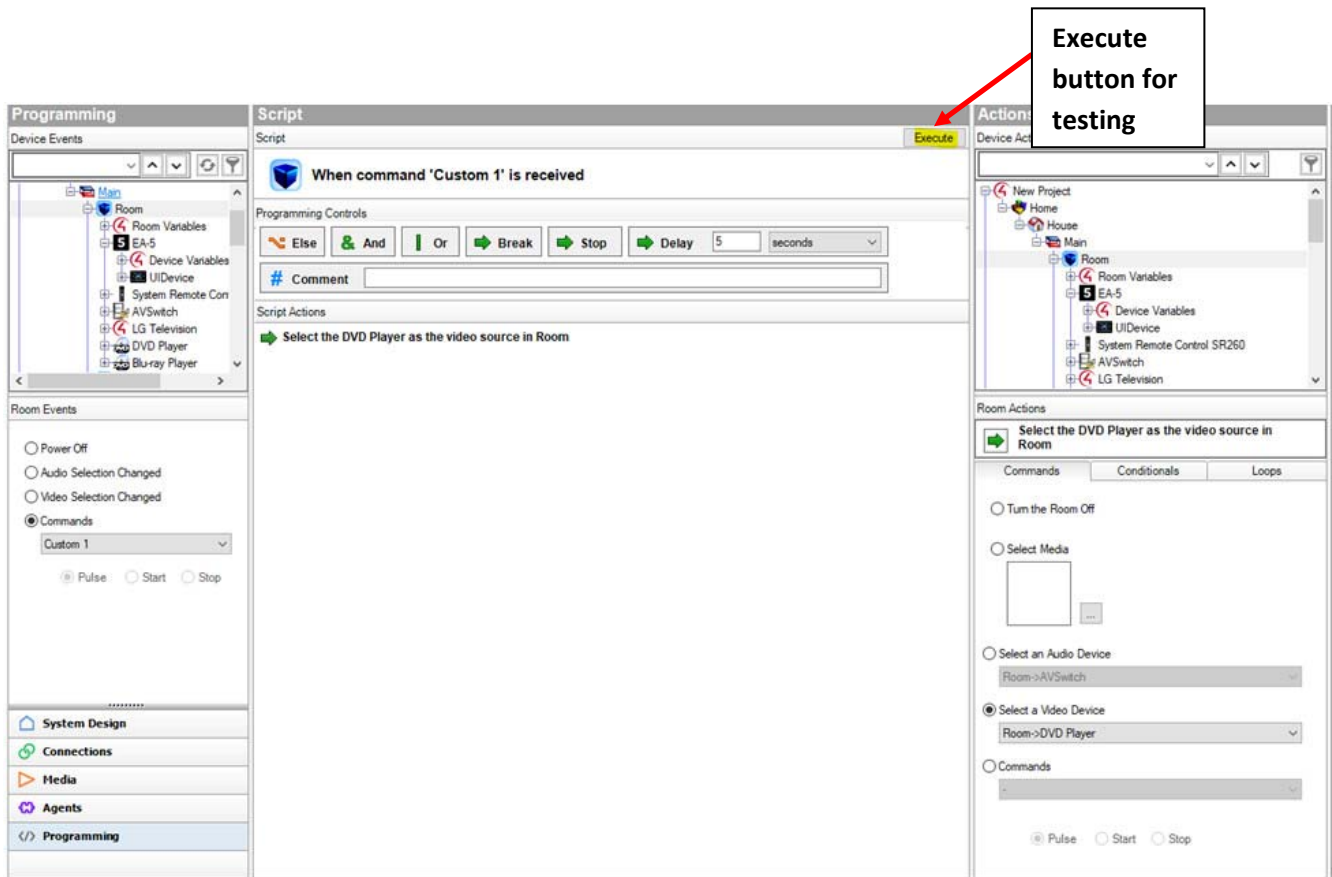 Execute
button for
testing
Programming
Device Events
Main
Room
Room Variables
EA-5
Device Variables
UIDevice
System Remote Con
AVSwitch
LG Television
DVD Player
Blu-ray Player
Room Events
Power Off
Audio Selection Changed
Video Selection Changed
Commands
Custom 1
Pulse Start Stop
System Design
Connections
Media
Agents
</> Programming
Script
Script Execute
When command 'Custom 1' is received
Programming Controls
Else & And Or Break Stop Delay 5 seconds
# Comment
Script Actions
Select the DVD Player as the video source in Room
Actions
Device Act
New Project
Home
House
Main
Room
Room Variables
5 EA-5
Device Variables
UIDevice
System Remote Control SR260
AVSwitch
LG Television
Room Actions
Select the DVD Player as the video source in
Room
Commands Conditionals Loops
Turn the Room Off
Select Media
...
Select an Audio Device
Room->AVSwitch
Select a Video Device
Room->DVD Player
Commands
-
Pulse Start Stop